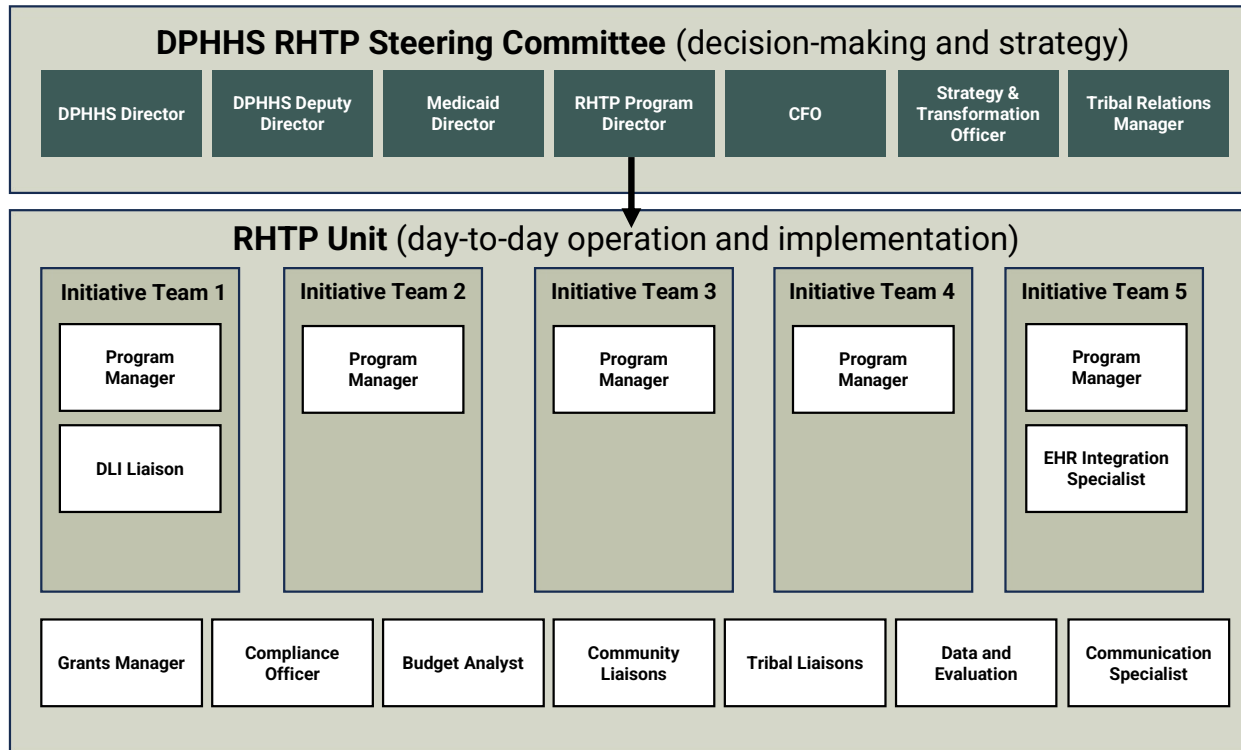 DPHHS RHTP Steering Committee (decision-making and strategy)
DPHHS Director
DPHHS Deputy
Director
Medicaid
Director
RHTP Program
Director
CFO
Strategy &
Transformation
Officer
Tribal Relations
Manager
RHTP Unit (day-to-day operation and implementation)
Initiative Team 1
Program
Manager
DLI Liaison
Initiative Team 2
Program
Manager
Initiative Team 3
Program
Manager
Initiative Team 4
Program
Manager
Initiative Team 5
Program
Manager
EHR Integration
Specialist
Grants Manager
Compliance
Officer
Budget Analyst
Community
Liaisons
Tribal Liaisons
Data and
Evaluation
Communication
Specialist